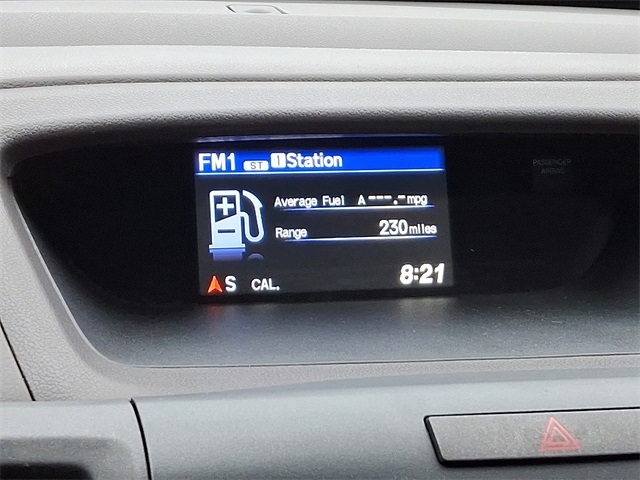 FM1 ST 1 Station
Average Fuel A ---.- mpg
Range 230 miles
S CAL. 8:21
PASSENGER
AIRBAG